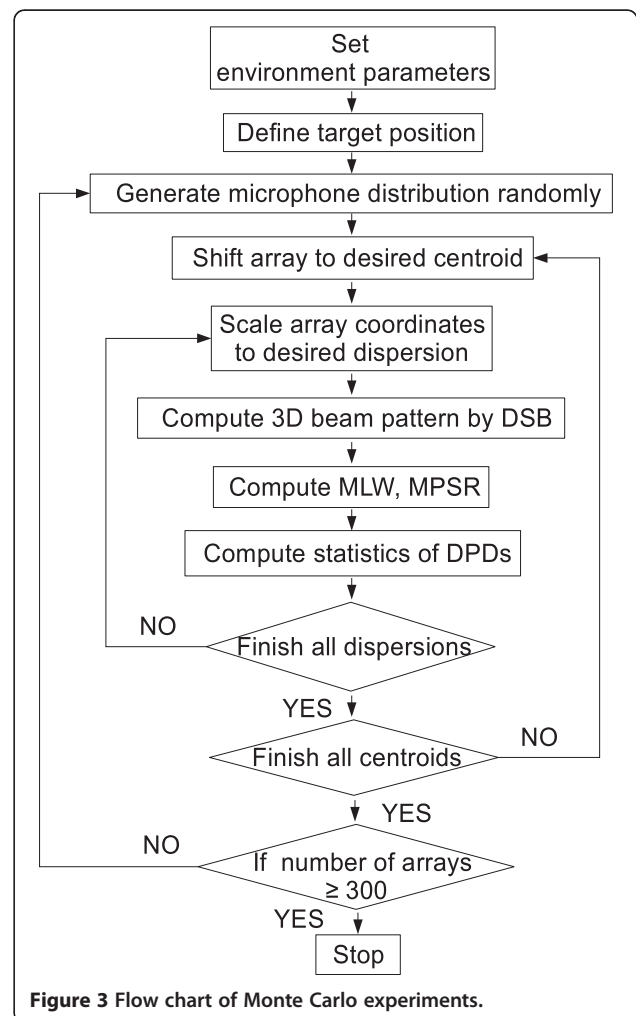 Set
environment parameters
Define target position
Generate microphone distribution randomly
Shift array to desired centroid
Scale array coordinates
to desired dispersion
Compute 3D beam pattern by DSB
Compute MLW, MPSR
Compute statistics of DPDs
NO
Finish all dispersions
YES
Finish all centroids
NO
YES
NO
If number of arrays
≥ 300
YES
Stop
Figure 3 Flow chart of Monte Carlo experiments.